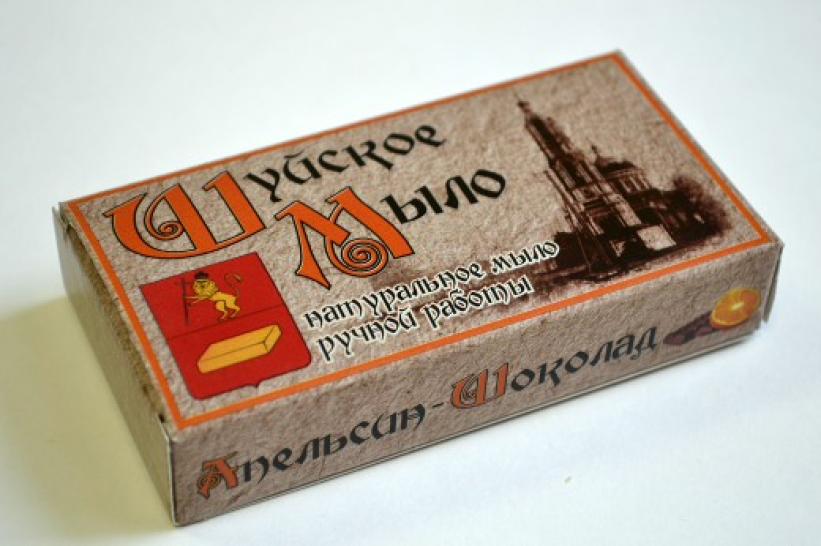 Шуйское
Мыло
натуральное мыло
ручной работы
Апельсин-Шоколад